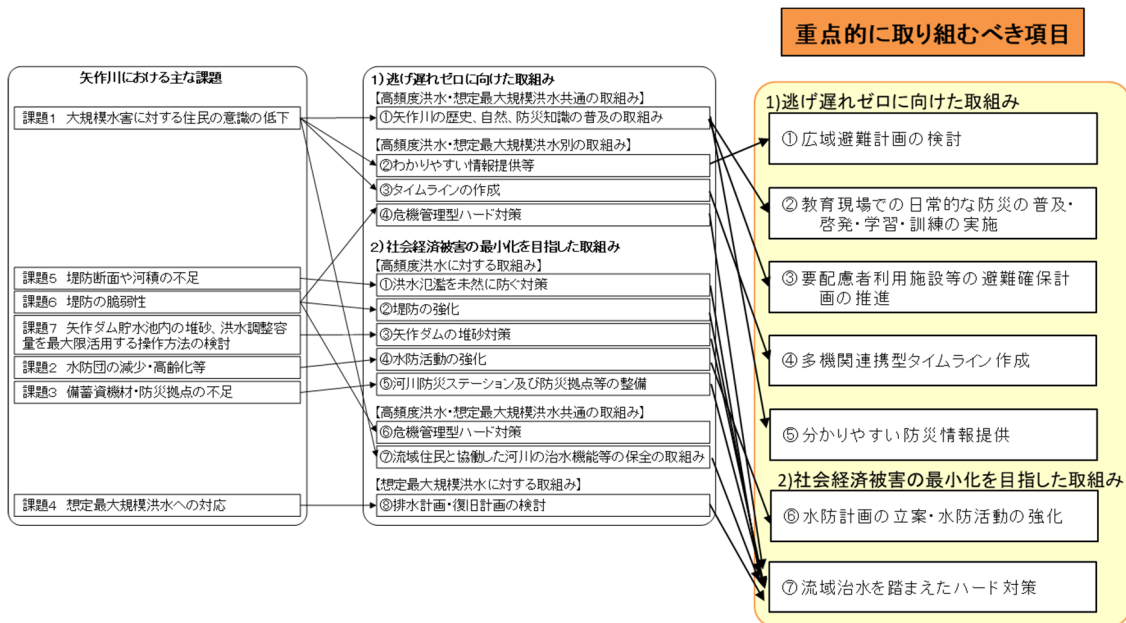 重点的に取り組むべき項目
矢作川における主な課題
課題1 大規模水害に対する住民の意識の低下
課題5 堤防断面や河積の不足
課題6 堤防の脆弱性
課題7 矢作ダム貯水池内の堆砂、洪水調整容
量を最大限活用する操作方法の検討
課題2 水防団の減少・高齢化等
課題3 備蓄資機材・防災拠点の不足
課題4 想定最大規模洪水への対応
1)逃げ遅れゼロに向けた取組み
【高頻度洪水・想定最大規模洪水共通の取組み】
①矢作川の歴史、自然、防災知識の普及の取組み
【高頻度洪水・想定最大規模洪水別の取組み】
②わかりやすい情報提供等
③タイムラインの作成
④危機管理型ハード対策
2)社会経済被害の最小化を目指した取組み
【高頻度洪水に対する取組み】
①洪水氾濫を未然に防ぐ対策
②堤防の強化
③矢作ダムの堆砂対策
④水防活動の強化
⑤河川防災ステーション及び防災拠点等の整備
【高頻度洪水・想定最大規模洪水共通の取組み】
⑥危機管理型ハード対策
⑦流域住民と協働した河川の治水機能等の保全の取組み
【想定最大規模洪水に対する取組み】
⑧排水計画・復旧計画の検討
1)逃げ遅れゼロに向けた取組み
①広域避難計画の検討
②教育現場での日常的な防災の普及・
啓発・学習・訓練の実施
③要配慮者利用施設等の避難確保計
画の推進
④多機関連携型タイムライン作成
⑤分かりやすい防災情報提供
2)社会経済被害の最小化を目指した取組み
⑥水防計画の立案・水防活動の強化
⑦流域治水を踏まえたハード対策